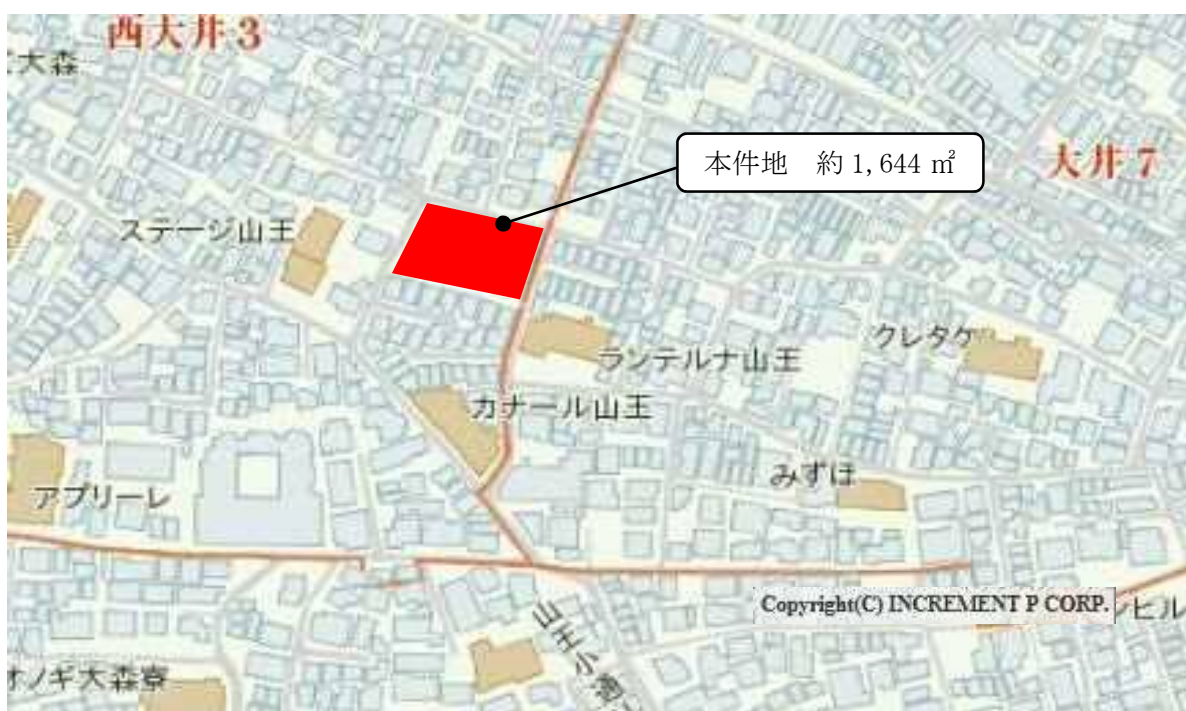 西大井3
大森
本件地 約1,644㎡
大井7
ステージ山王
クレタケ
ランテルナ山王
カナール山王
みずほ
アプリーレ
Copyright(C) INCREMENT P CORP.
ンヒル
山王小
オノギ大森寮